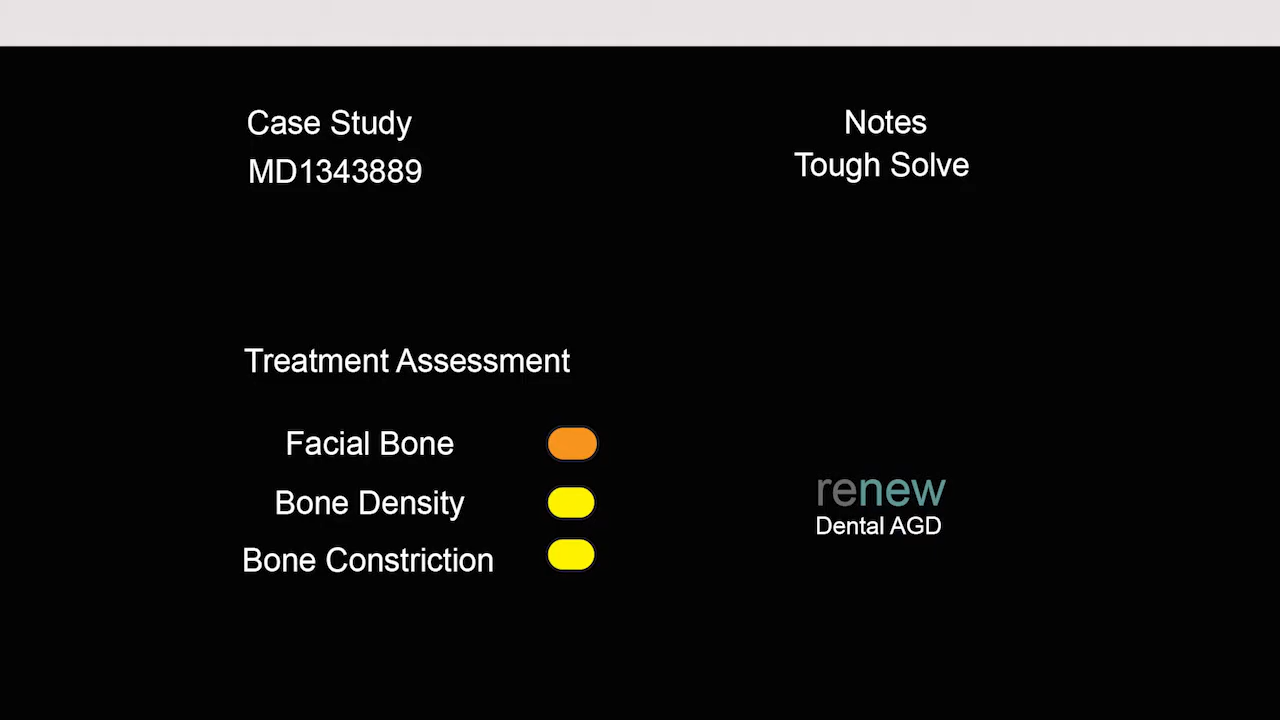 Case Study
MD1343889
Notes
Tough Solve
Treatment Assessment
Facial Bone
Bone Density
Bone Constriction
renew
Dental AGD